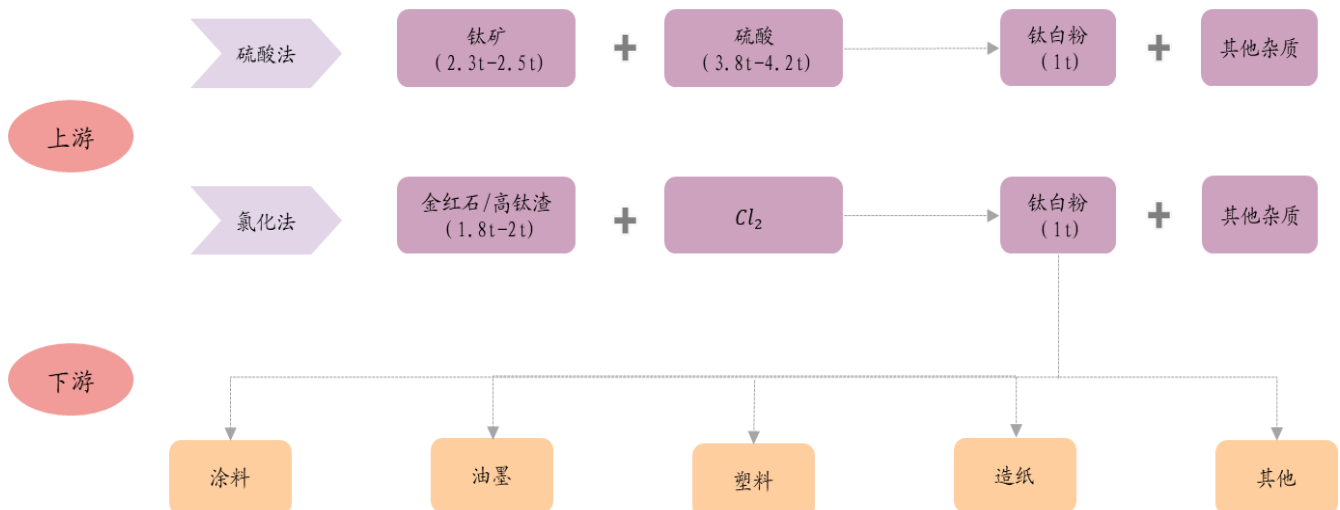 硫酸法
钛矿
(2.3t-2.5t)
+
硫酸
(3.8t-4.2t)
钛白粉
(1t)
+
其他杂质
上游
氯化法
金红石/高钛渣
(1.8t-2t)
+
Cl₂
钛白粉
(1t)
+
其他杂质
下游
涂料
油墨
塑料
造纸
其他